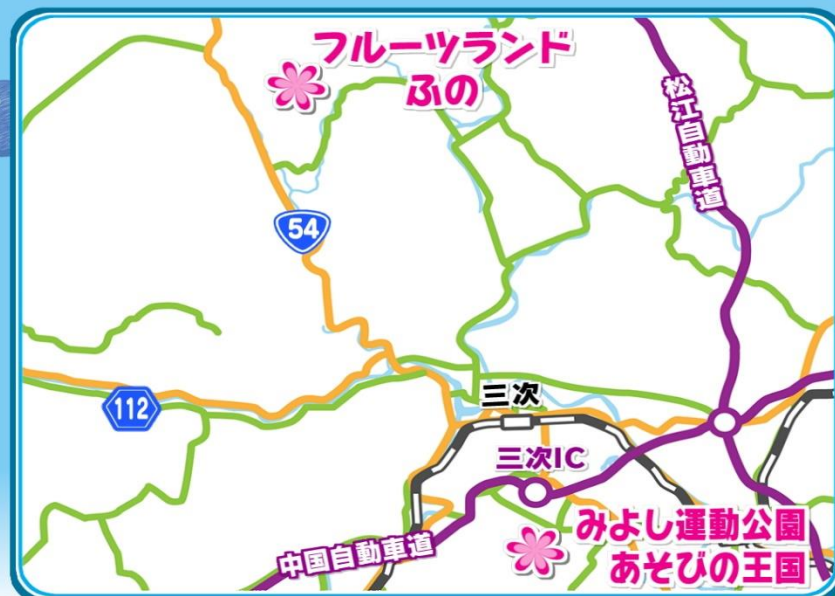 フルーツランド
ふの
松江自動車道
54
112
三次
三次IC
中国自動車道
みよし運動公園
あそびの王国